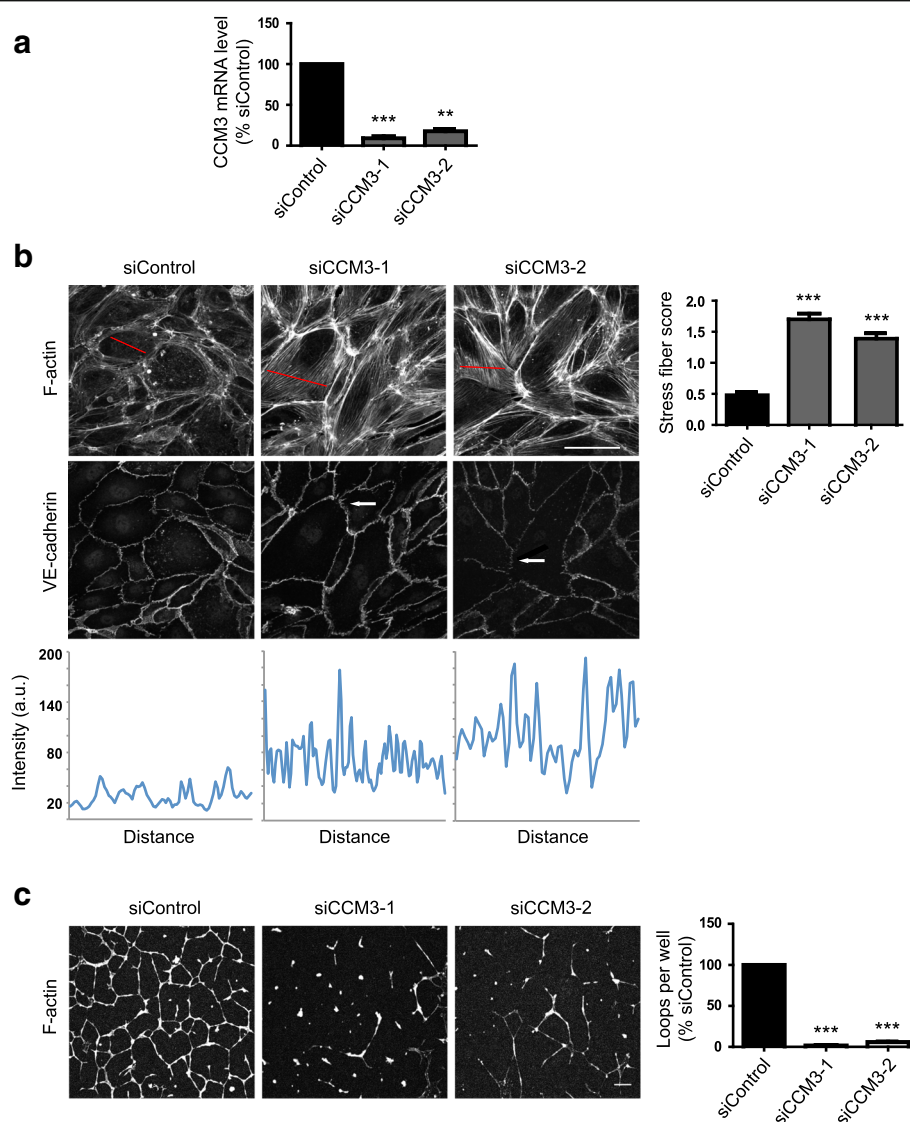 a
CCM3 mRNA level
(% siControl)
150
100
50
0
***
**
siControl
siCCM3-1
siCCM3-2
b
siControl
siCCM3-1
siCCM3-2
F-actin
VE-cadherin
Stress fiber score
2.0
1.5
1.0
0.5
0.0
***
***
siControl
siCCM3-1
siCCM3-2
Intensity (a.u.)
200
140
80
20
Distance
Distance
Distance
c
siControl
siCCM3-1
siCCM3-2
F-actin
Loops per well
(% siControl)
150
100
50
0
***
***
siControl
siCCM3-1
siCCM3-2